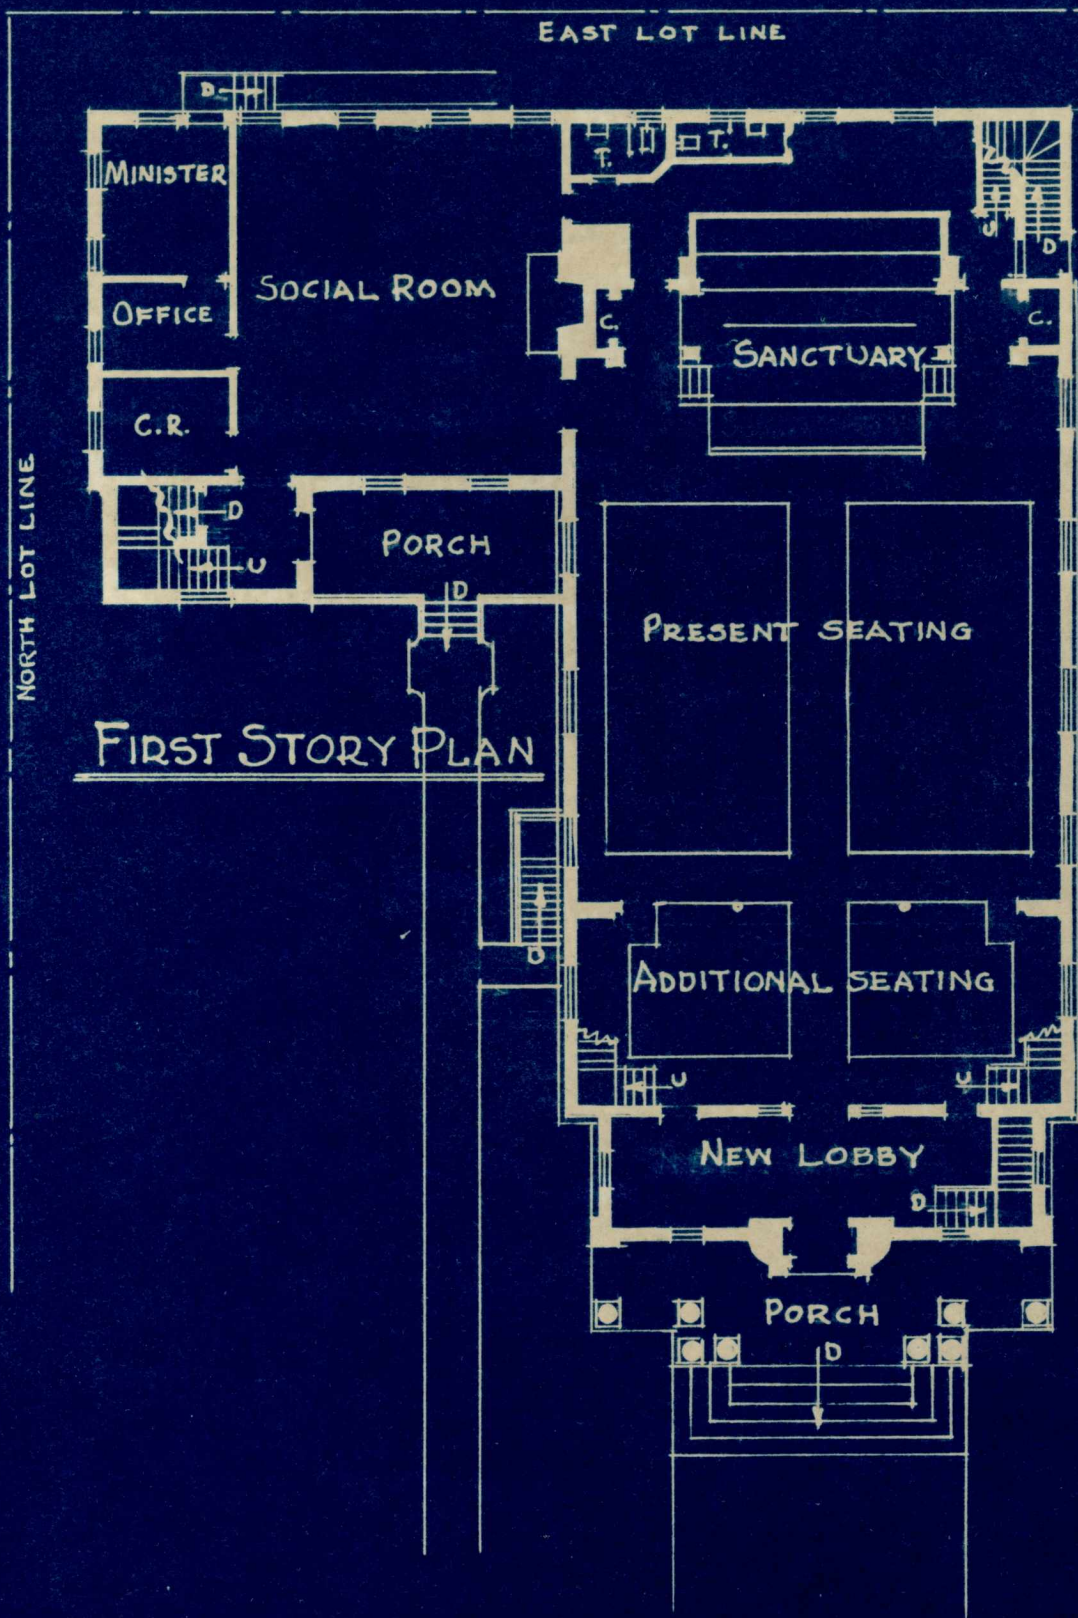 EAST LOT LINE
D
MINISTER
T.
T.
U
D
SOCIAL ROOM
OFFICE
C.
C.
SANCTUARY
C.R.
NORTH LOT LINE
D
PORCH
U
D
PRESENT SEATING
FIRST STORY PLAN
D
ADDITIONAL SEATING
U
U
NEW LOBBY
D
PORCH
D